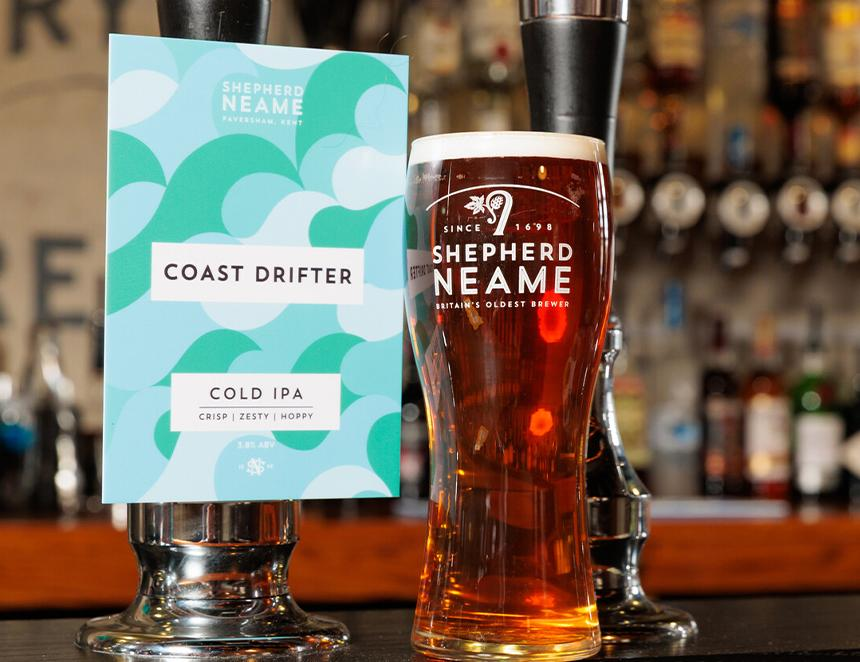 SHEPHERD
NEAME
FAVERSHAM, KENT
COAST DRIFTER
COLD IPA
CRISP | ZESTY | HOPPY
3.8% ABV
SINCE 1698
SHEPHERD
NEAME
BRITAIN'S OLDEST BREWER